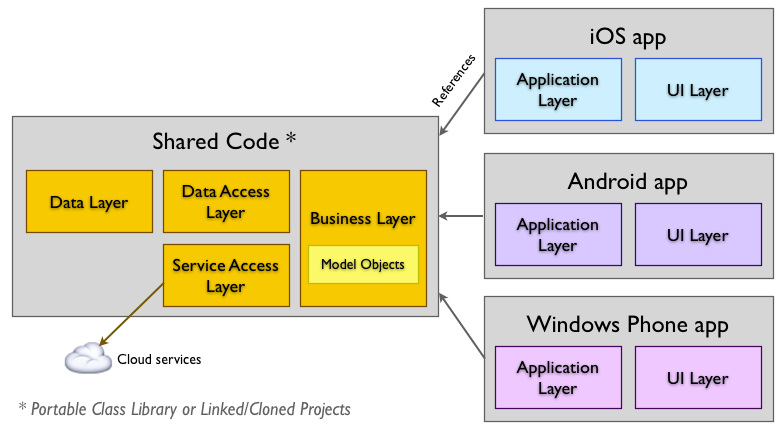 iOS app
Application
Layer
UI Layer
References
Shared Code *
Data Layer
Data Access
Layer
Business Layer
Model Objects
Service Access
Layer
Cloud services
* Portable Class Library or Linked/Cloned Projects
Android app
Application
Layer
UI Layer
Windows Phone app
Application
Layer
UI Layer